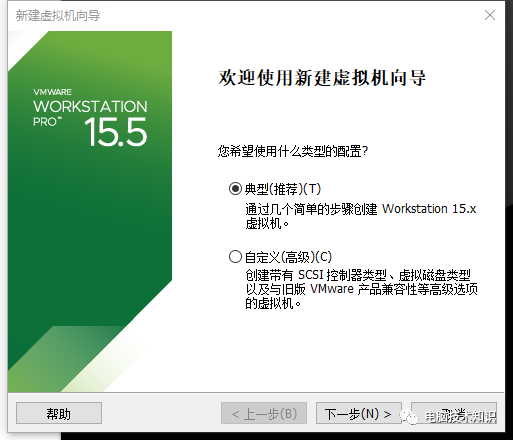 新建虚拟机向导
VMWARE
WORKSTATION
PRO™
15.5
欢迎使用新建虚拟机向导
您希望使用什么类型的配置?
典型(推荐)(T)
通过几个简单的步骤创建 Workstation 15.x
虚拟机。
自定义(高级)(C)
创建带有 SCSI 控制器类型、虚拟磁盘类型
以及与旧版 VMware 产品兼容性等高级选项
的虚拟机。
帮助
< 上一步(B)
下一步(N) >
取消
电脑技术知识